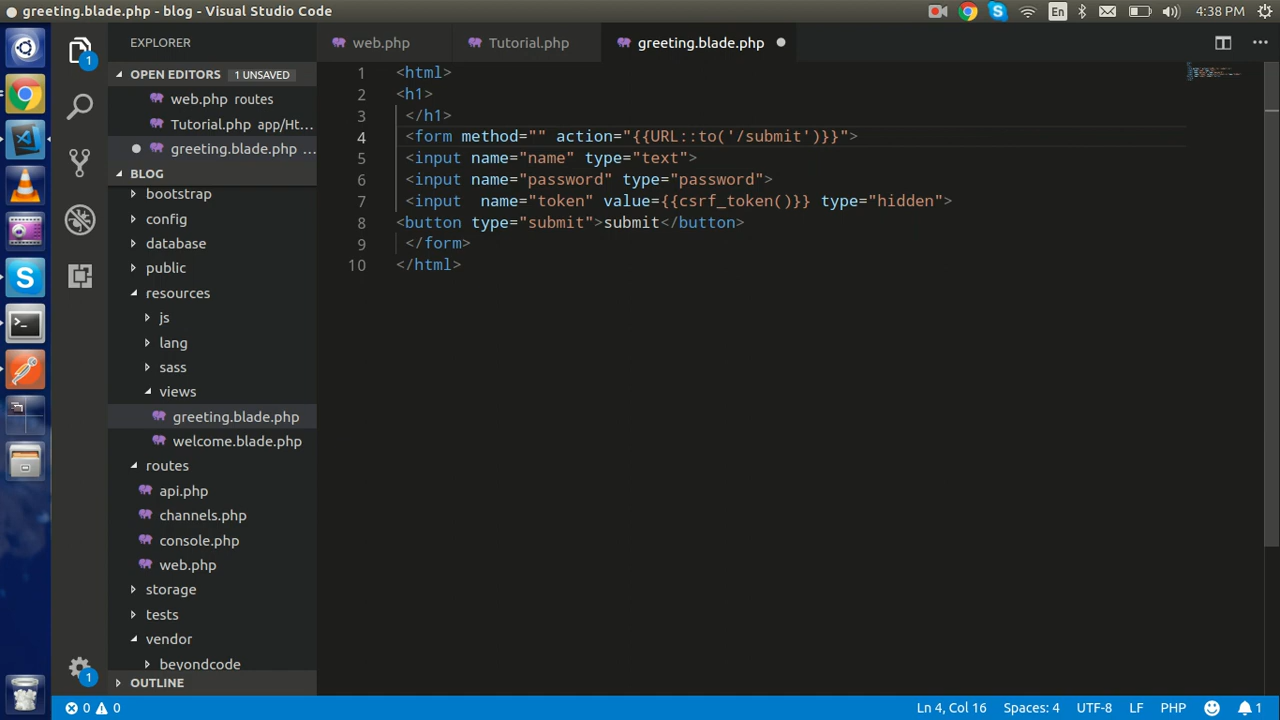 greeting.blade.php - blog - Visual Studio Code
En
4:38 PM
EXPLORER
web.php
Tutorial.php
greeting.blade.php
1
OPEN EDITORS 1 UNSAVED
web.php routes
Tutorial.php app/Ht...
greeting.blade.php ...
BLOG
bootstrap
config
database
public
resources
js
lang
sass
views
greeting.blade.php
welcome.blade.php
routes
api.php
channels.php
console.php
web.php
storage
tests
vendor
beyondcode
OUTLINE
1 <html>
2 <h1>
3 </h1>
4 <form method="" action="{{URL::to('/submit')}}">
5 <input name="name" type="text">
6 <input name="password" type="password">
7 <input  name="token" value={{csrf_token()}} type="hidden">
8 <button type="submit">submit</button>
9 </form>
10 </html>
1
0 0
Ln 4, Col 16
Spaces: 4
UTF-8
LF
PHP
1